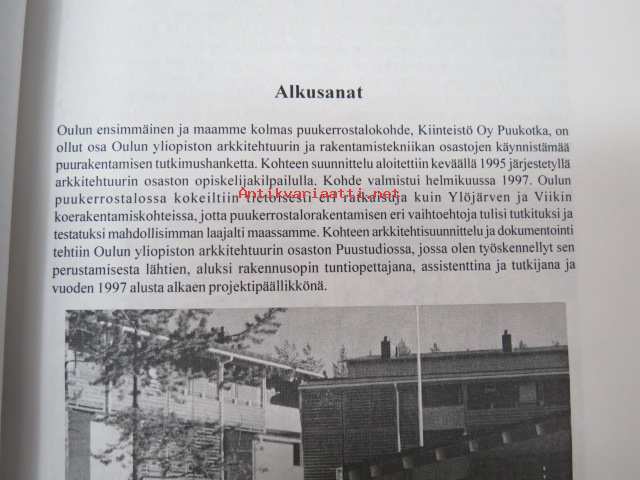 Alkusanat
Oulun ensimmäinen ja maamme kolmas puukerrostalokohde, Kiinteistö Oy Puukotka, on
ollut osa Oulun yliopiston arkkitehtuurin ja rakentamistekniikan osastojen käynnistämää
puurakentamisen tutkimushanketta. Kohteen suunnittelu aloitettiin keväällä 1995 järjestetyllä
arkkitehtuurin osaston opiskelijakilpailulla. Kohde valmistui helmikuussa 1997. Oulun
Antikvariaatti.net
puukerrostalossa kokeiltiin tietoisesti eri ratkaisuja kuin Ylöjärven ja Viikin
koerakentamiskohteissa, jotta puukerrostalorakentamisen eri vaihtoehtoja tulisi tutkituksi ja
testatuksi mahdollisimman laajalti maassamme. Kohteen arkkitehtisuunnittelu ja dokumentointi
tehtiin Oulun yliopiston arkkitehtuurin osaston Puustudiossa, jossa olen työskennellyt sen
perustamisesta lähtien, aluksi rakennusopin tuntiopettajana, assistenttina ja tutkijana ja
vuoden 1997 alusta alkaen projektipäällikkönä.